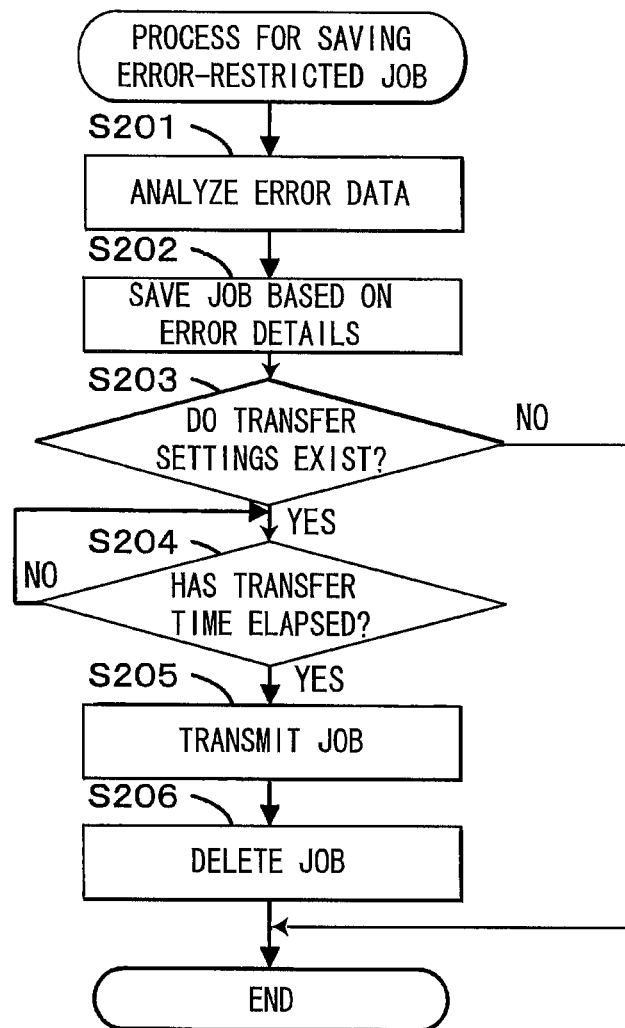 PROCESS FOR SAVING
ERROR-RESTRICTED JOB
S201
ANALYZE ERROR DATA
S202
SAVE JOB BASED ON
ERROR DETAILS
S203
DO TRANSFER
SETTINGS EXIST?
NO
YES
S204
NO
HAS TRANSFER
TIME ELAPSED?
YES
S205
TRANSMIT JOB
S206
DELETE JOB
END